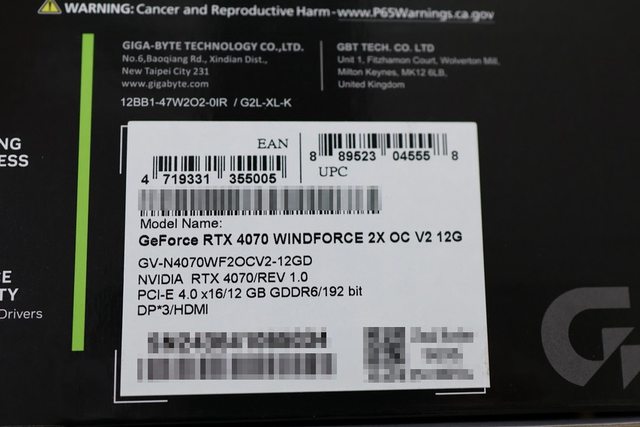 WARNING: Cancer and Reproductive Harm - www.P65Warnings.ca.gov
GIGA-BYTE TECHNOLOGY CO.,LTD.
No.6,Baoqiang Rd., Xindian Dist.,
New Taipei City 231
www.gigabyte.com
GBT TECH. CO. LTD
Unit 1, Fitzhamon Court, Wolverton Mill,
Milton Keynes, MK12 6LB,
United Kingdom
12BB1-47W2O2-0IR / G2L-XL-K
NG
ESS
E
TY
Drivers
EAN
4 719331 355005
8 89523 04555 8
UPC
Model Name:
GeForce RTX 4070 WINDFORCE 2X OC V2 12G
GV-N4070WF2OCV2-12GD
NVIDIA RTX 4070/REV 1.0
PCI-E 4.0 x16/12 GB GDDR6/192 bit
DP*3/HDMI